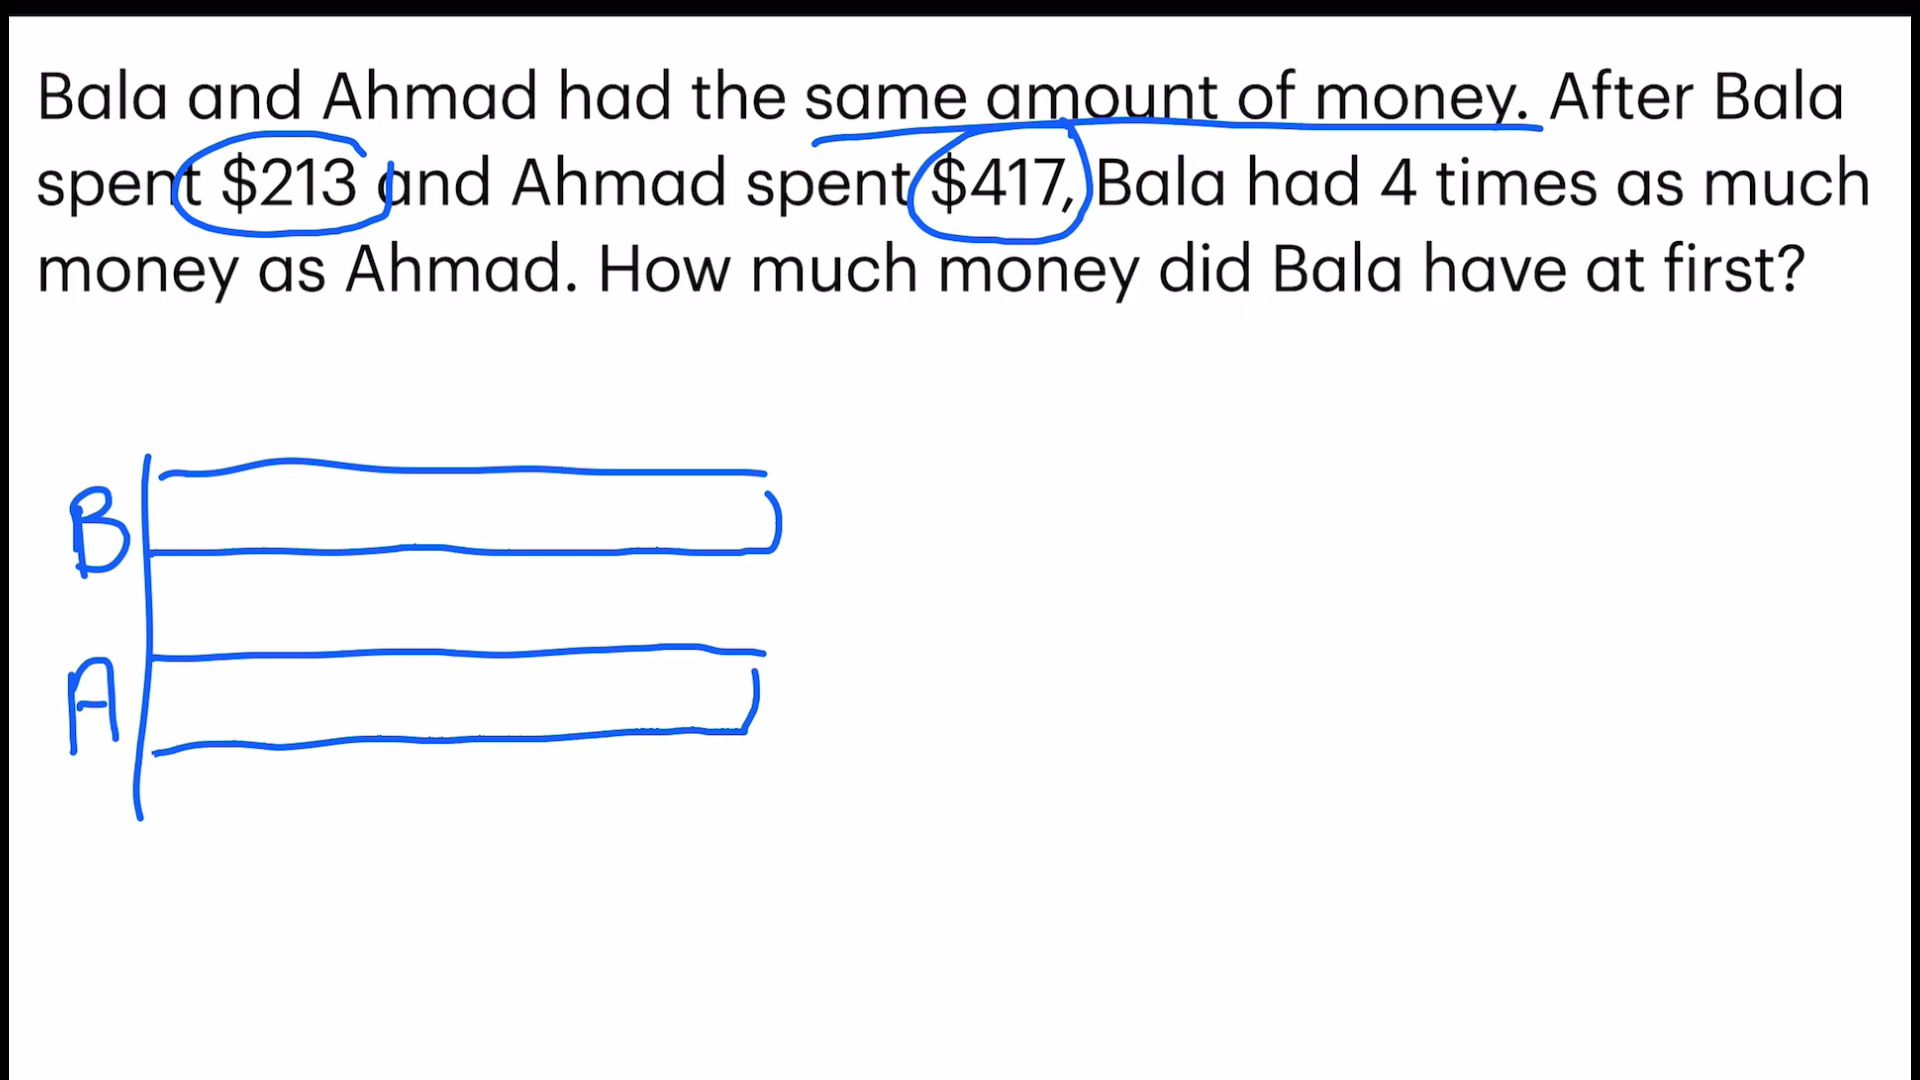 Bala and Ahmad had the same amount of money. After Bala
spent $213 and Ahmad spent $417, Bala had 4 times as much
money as Ahmad. How much money did Bala have at first?
B
A